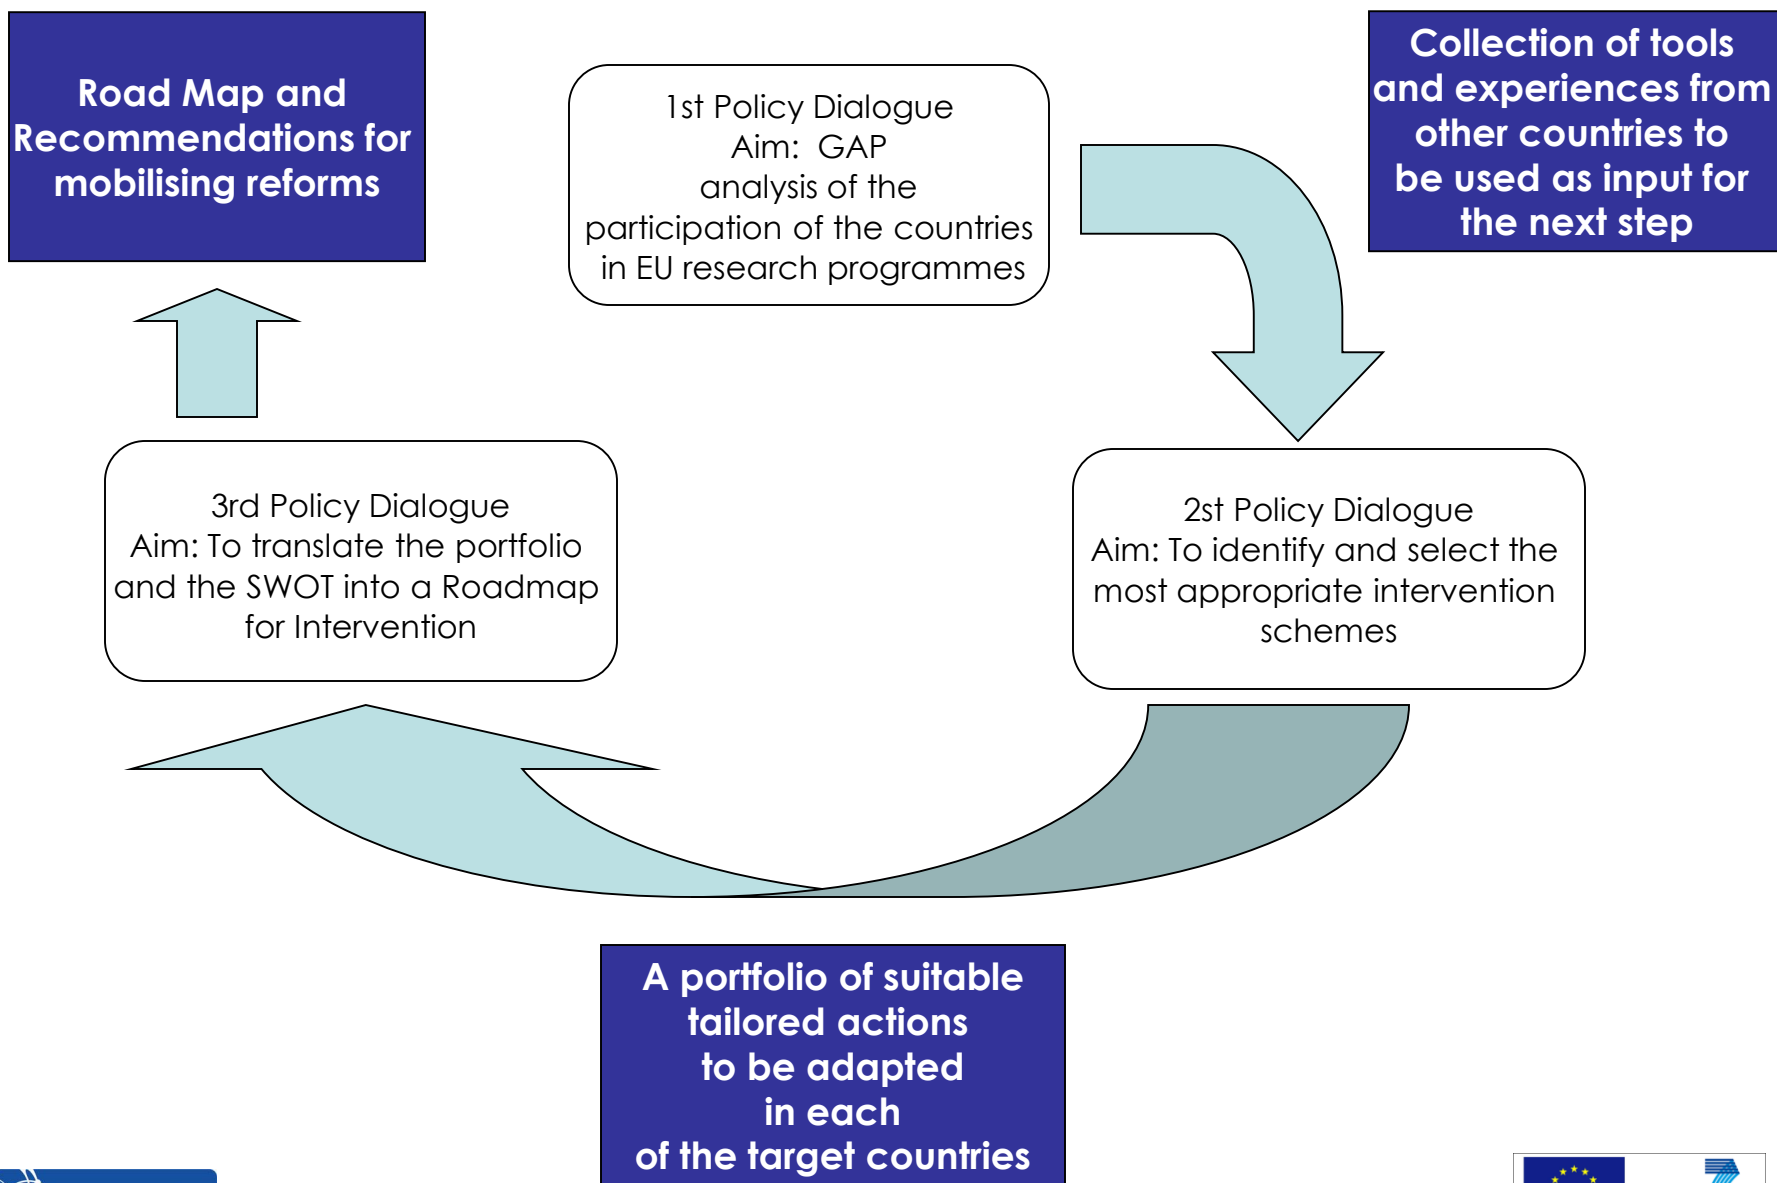 Road Map and
Recommendations for
mobilising reforms
1st Policy Dialogue
Aim:  GAP
analysis of the
participation of the countries
in EU research programmes
Collection of tools
and experiences from
other countries to
be used as input for
the next step
3rd Policy Dialogue
Aim: To translate the portfolio
and the SWOT into a Roadmap
for Intervention
2st Policy Dialogue
Aim: To identify and select the
most appropriate intervention
schemes
A portfolio of suitable
tailored actions
to be adapted
in each
of the target countries